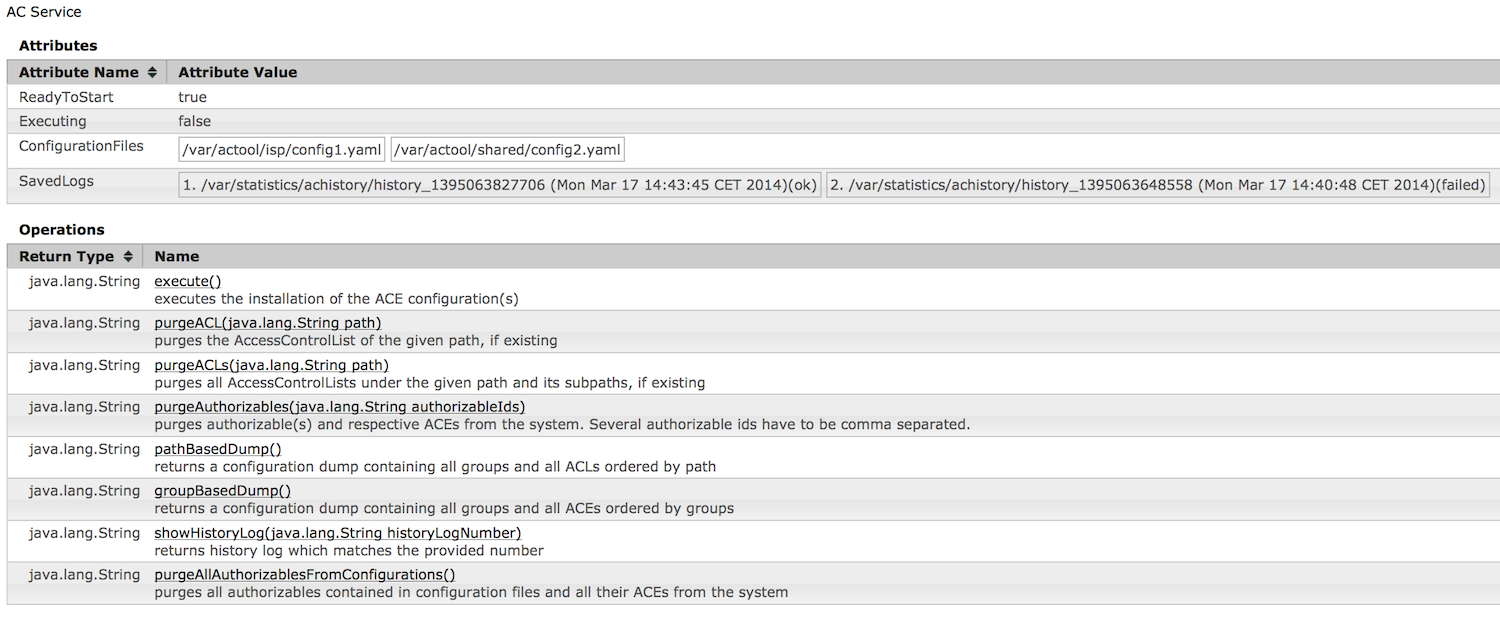 AC Service
Attributes
Attribute Name Attribute Value
ReadyToStart true
Executing false
ConfigurationFiles /var/actool/isp/config1.yaml /var/actool/shared/config2.yaml
SavedLogs 1. /var/statistics/achistory/history_1395063827706 (Mon Mar 17 14:43:45 CET 2014)(ok) 2. /var/statistics/achistory/history_1395063648558 (Mon Mar 17 14:40:48 CET 2014)(failed)
Operations
Return Type Name
java.lang.String execute()
executes the installation of the ACE configuration(s)
java.lang.String purgeACL(java.lang.String path)
purges the AccessControlList of the given path, if existing
java.lang.String purgeACLs(java.lang.String path)
purges all AccessControlLists under the given path and its subpaths, if existing
java.lang.String purgeAuthorizables(java.lang.String authorizableIds)
purges authorizable(s) and respective ACEs from the system. Several authorizable ids have to be comma separated.
java.lang.String pathBasedDump()
returns a configuration dump containing all groups and all ACLs ordered by path
java.lang.String groupBasedDump()
returns a configuration dump containing all groups and all ACEs ordered by groups
java.lang.String showHistoryLog(java.lang.String historyLogNumber)
returns history log which matches the provided number
java.lang.String purgeAllAuthorizablesFromConfigurations()
purges all authorizables contained in configuration files and all their ACEs from the system